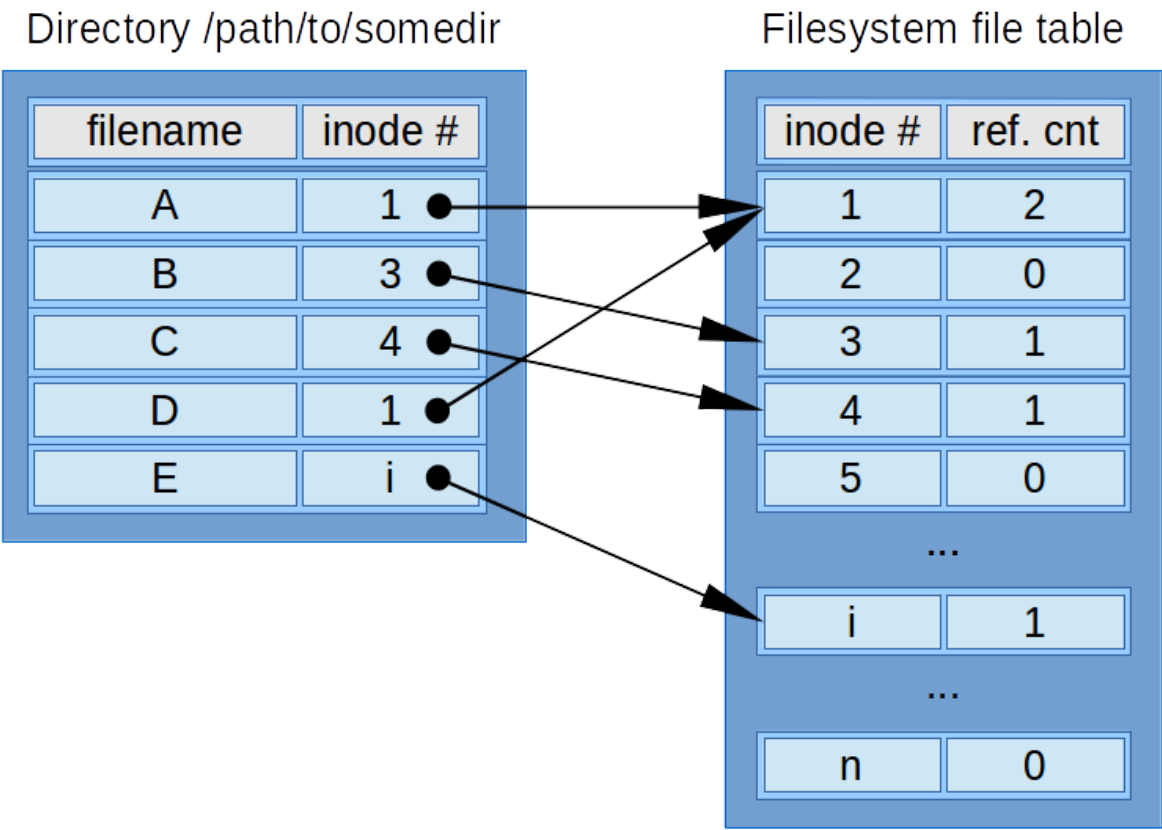 Directory /path/to/somedir
filename inode #
A 1
B 3
C 4
D 1
E i
Filesystem file table
inode # ref. cnt
1 2
2 0
3 1
4 1
5 0
...
i 1
...
n 0